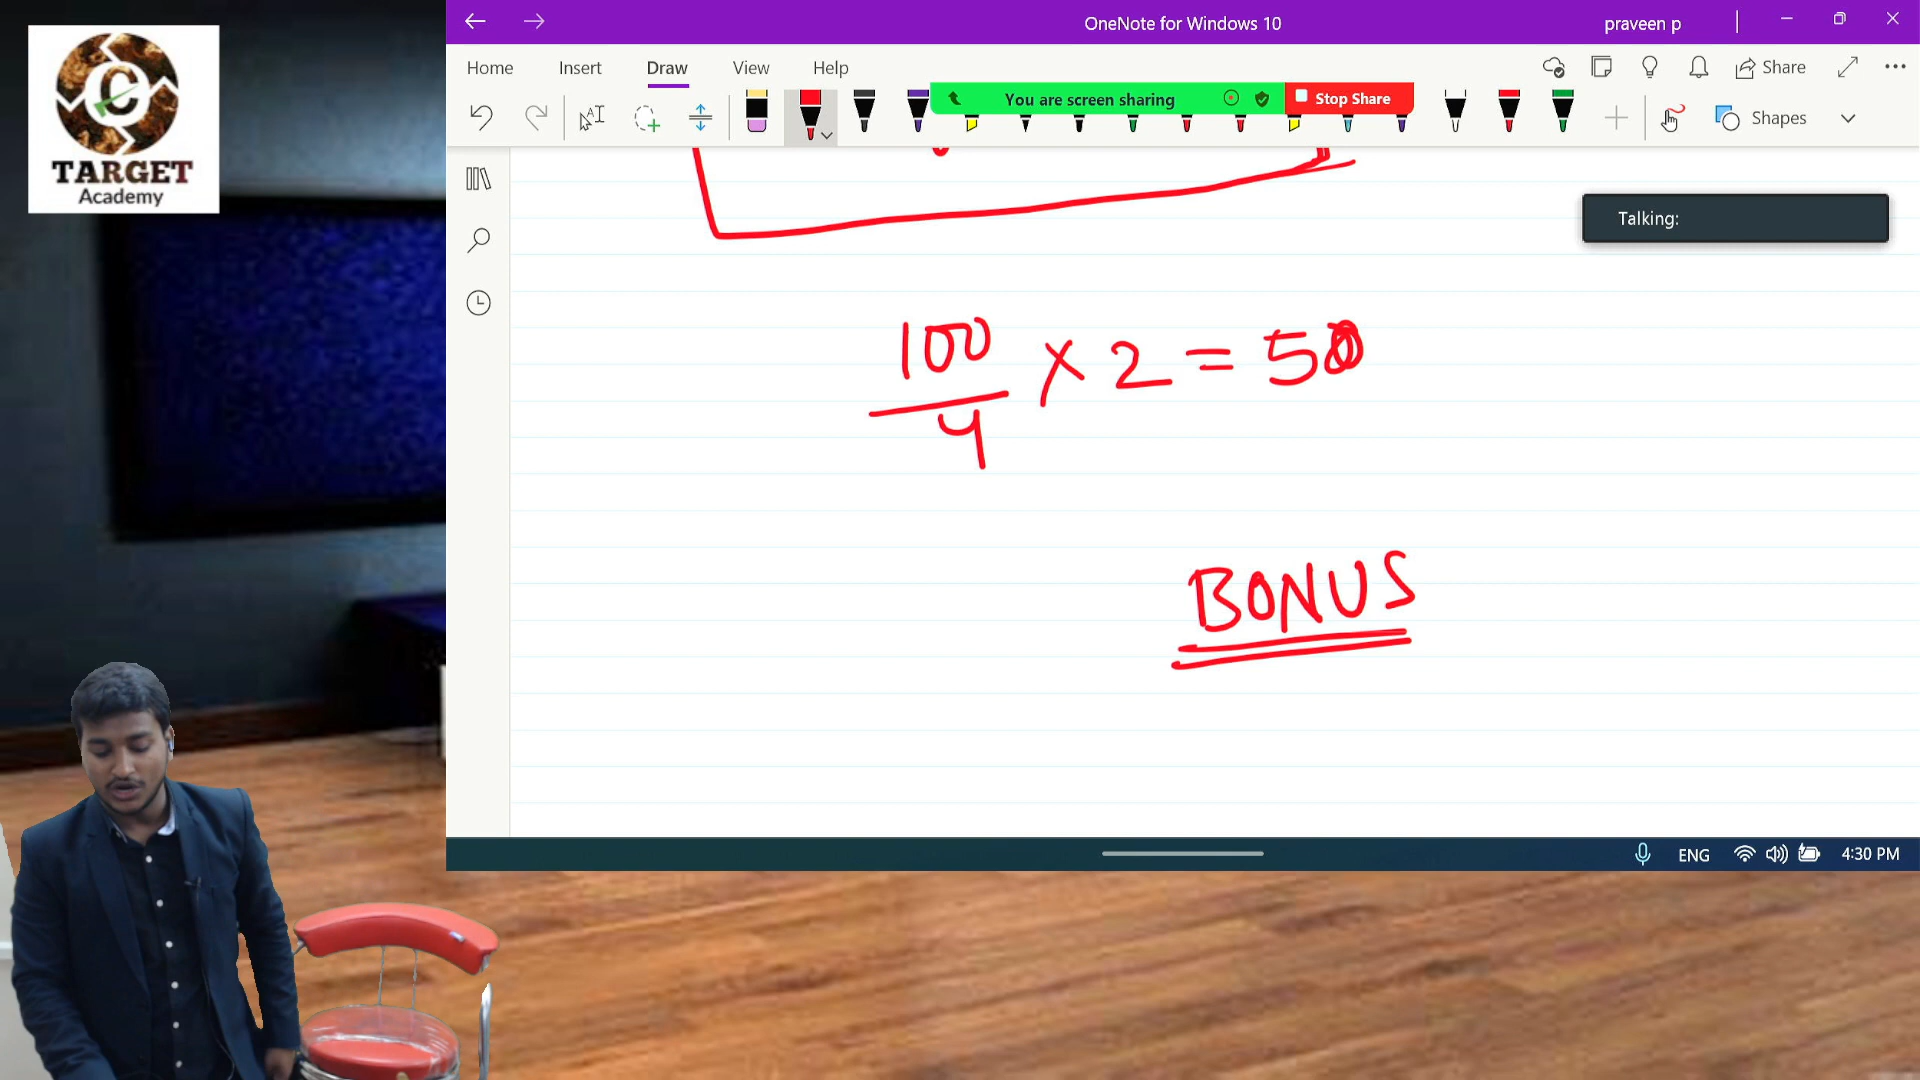 TARGET
Academy
OneNote for Windows 10
praveen p
Home Insert Draw View Help
Share
You are screen sharing
Stop Share
Shapes
Talking:
100/4 × 2 = 50
BONUS
ENG 4:30 PM